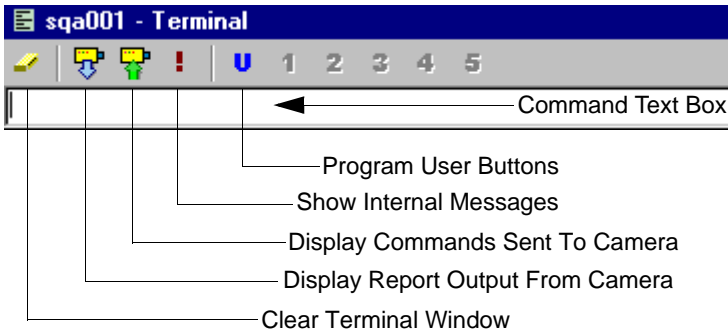 sqa001 - Terminal
! U 1 2 3 4 5
Command Text Box
Program User Buttons
Show Internal Messages
Display Commands Sent To Camera
Display Report Output From Camera
Clear Terminal Window